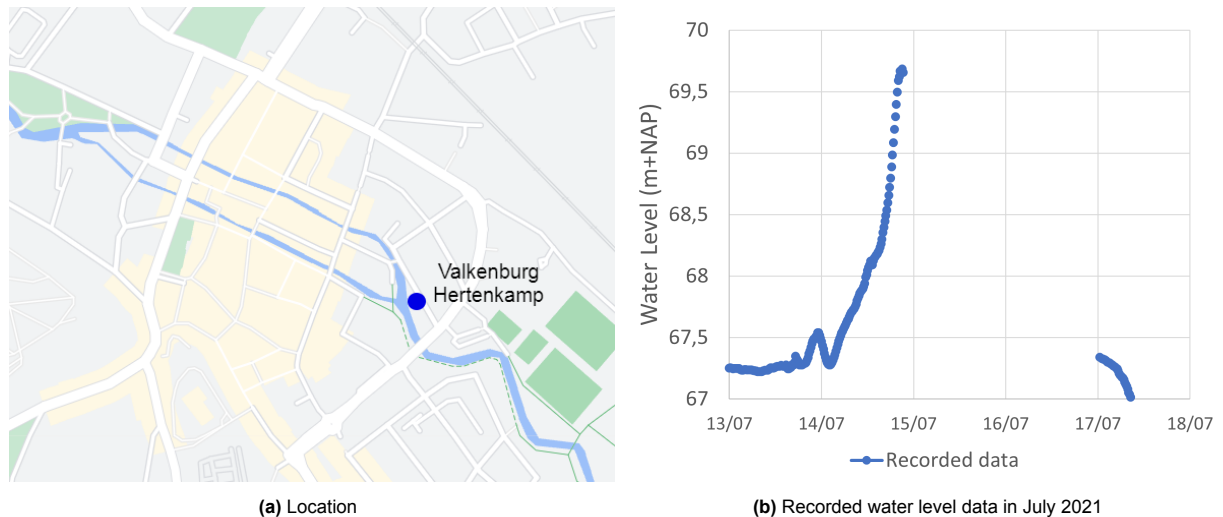 Valkenburg
Hertenkamp
Water Level (m+NAP)
70
69,5
69
68,5
68
67,5
67
13/07 14/07 15/07 16/07 17/07 18/07
Recorded data
(a) Location
(b) Recorded water level data in July 2021